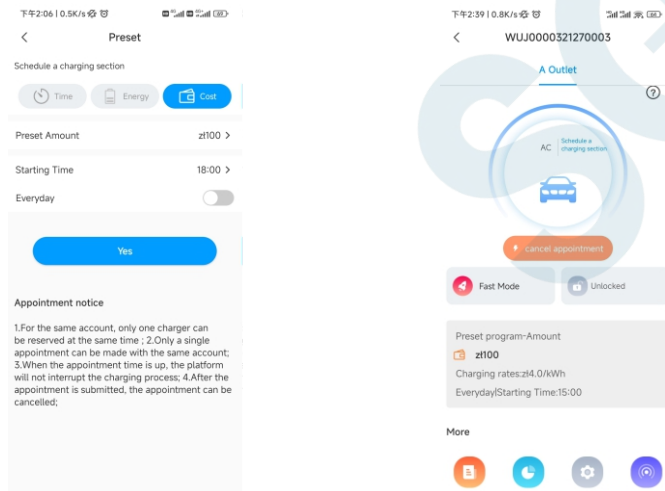 下午2:06 | 0.5K/s
69
Preset
Schedule a charging section
Time
Energy
Cost
Preset Amount
zł100
Starting Time
18:00
Everyday
Yes
Appointment notice
1.For the same account, only one charger can
be reserved at the same time ; 2.Only a single
appointment can be made with the same account;
3.When the appointment time is up, the platform
will not interrupt the charging process; 4.After the
appointment is submitted, the appointment can be
cancelled;
下午2:39 | 0.8K/s
WUJ0000321270003
A Outlet
AC
Schedule a
charging section
cancel appointment
Fast Mode
Unlocked
Preset program-Amount
zł100
Charging rates:zł4.0/kWh
Everyday|Starting Time:15:00
More